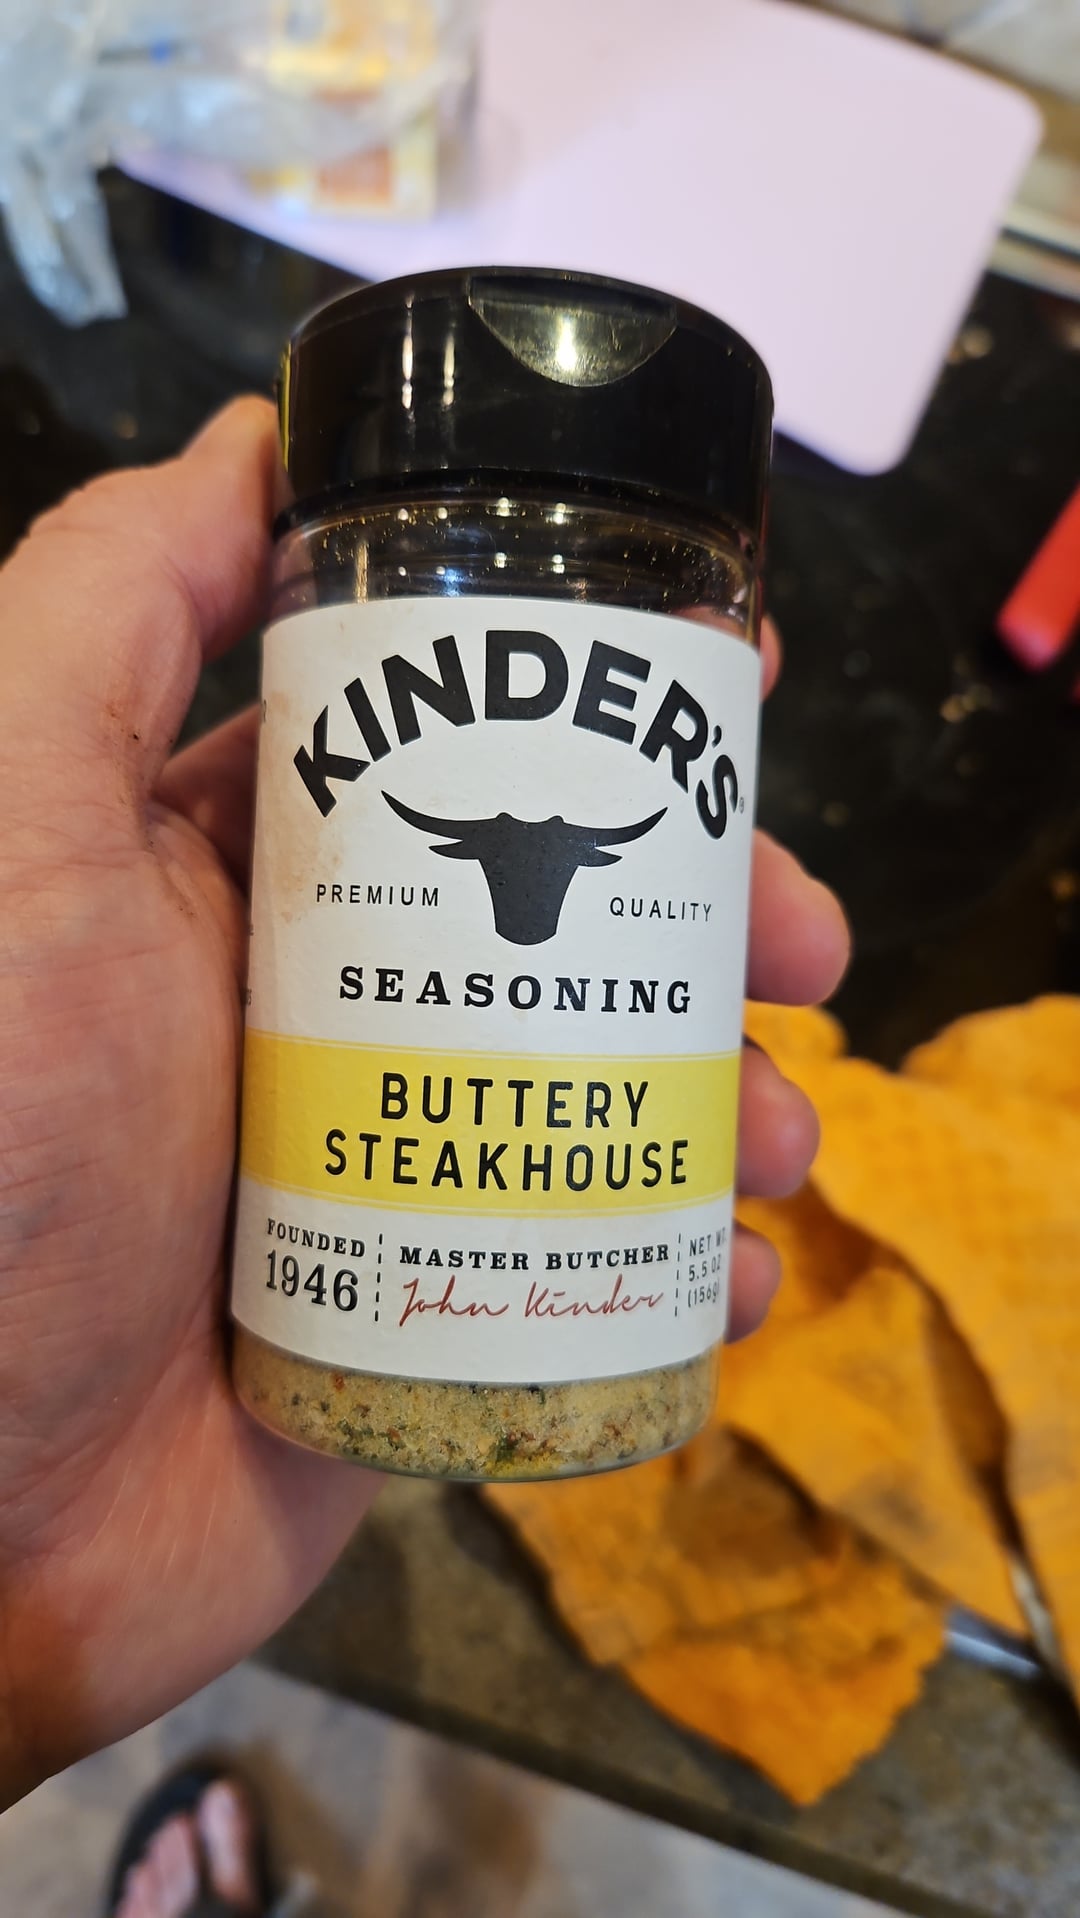 KINDER'S®
PREMIUM QUALITY
SEASONING
BUTTERY
STEAKHOUSE
FOUNDED
1946
MASTER BUTCHER
John Kinder
NET WT.
5.5 OZ
(156g)